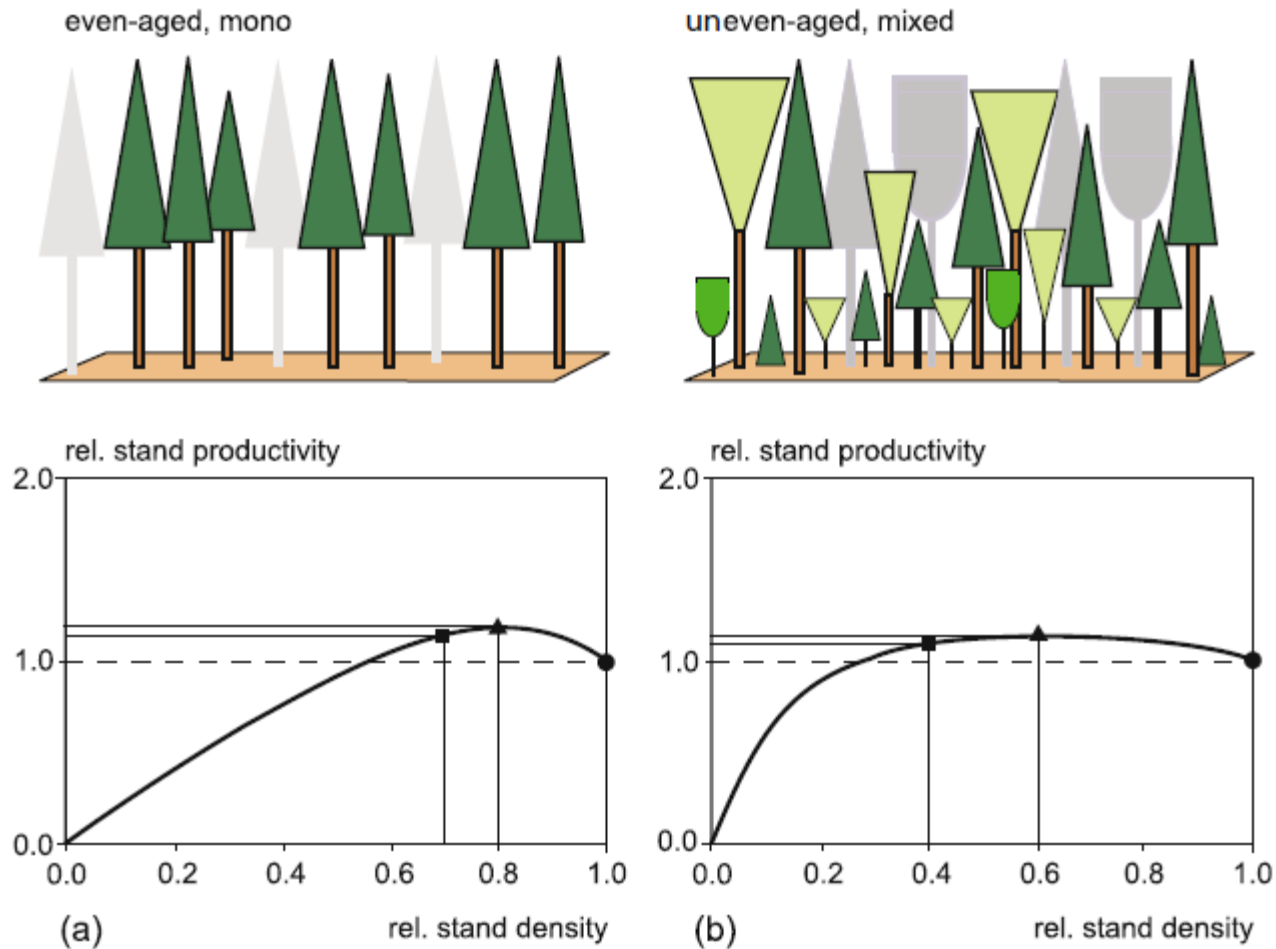 even-aged, mono
uneven-aged, mixed
rel. stand productivity
2.0
1.0
0.0
0.0 0.2 0.4 0.6 0.8 1.0
(a) rel. stand density
rel. stand productivity
2.0
1.0
0.0
0.0 0.2 0.4 0.6 0.8 1.0
(b) rel. stand density